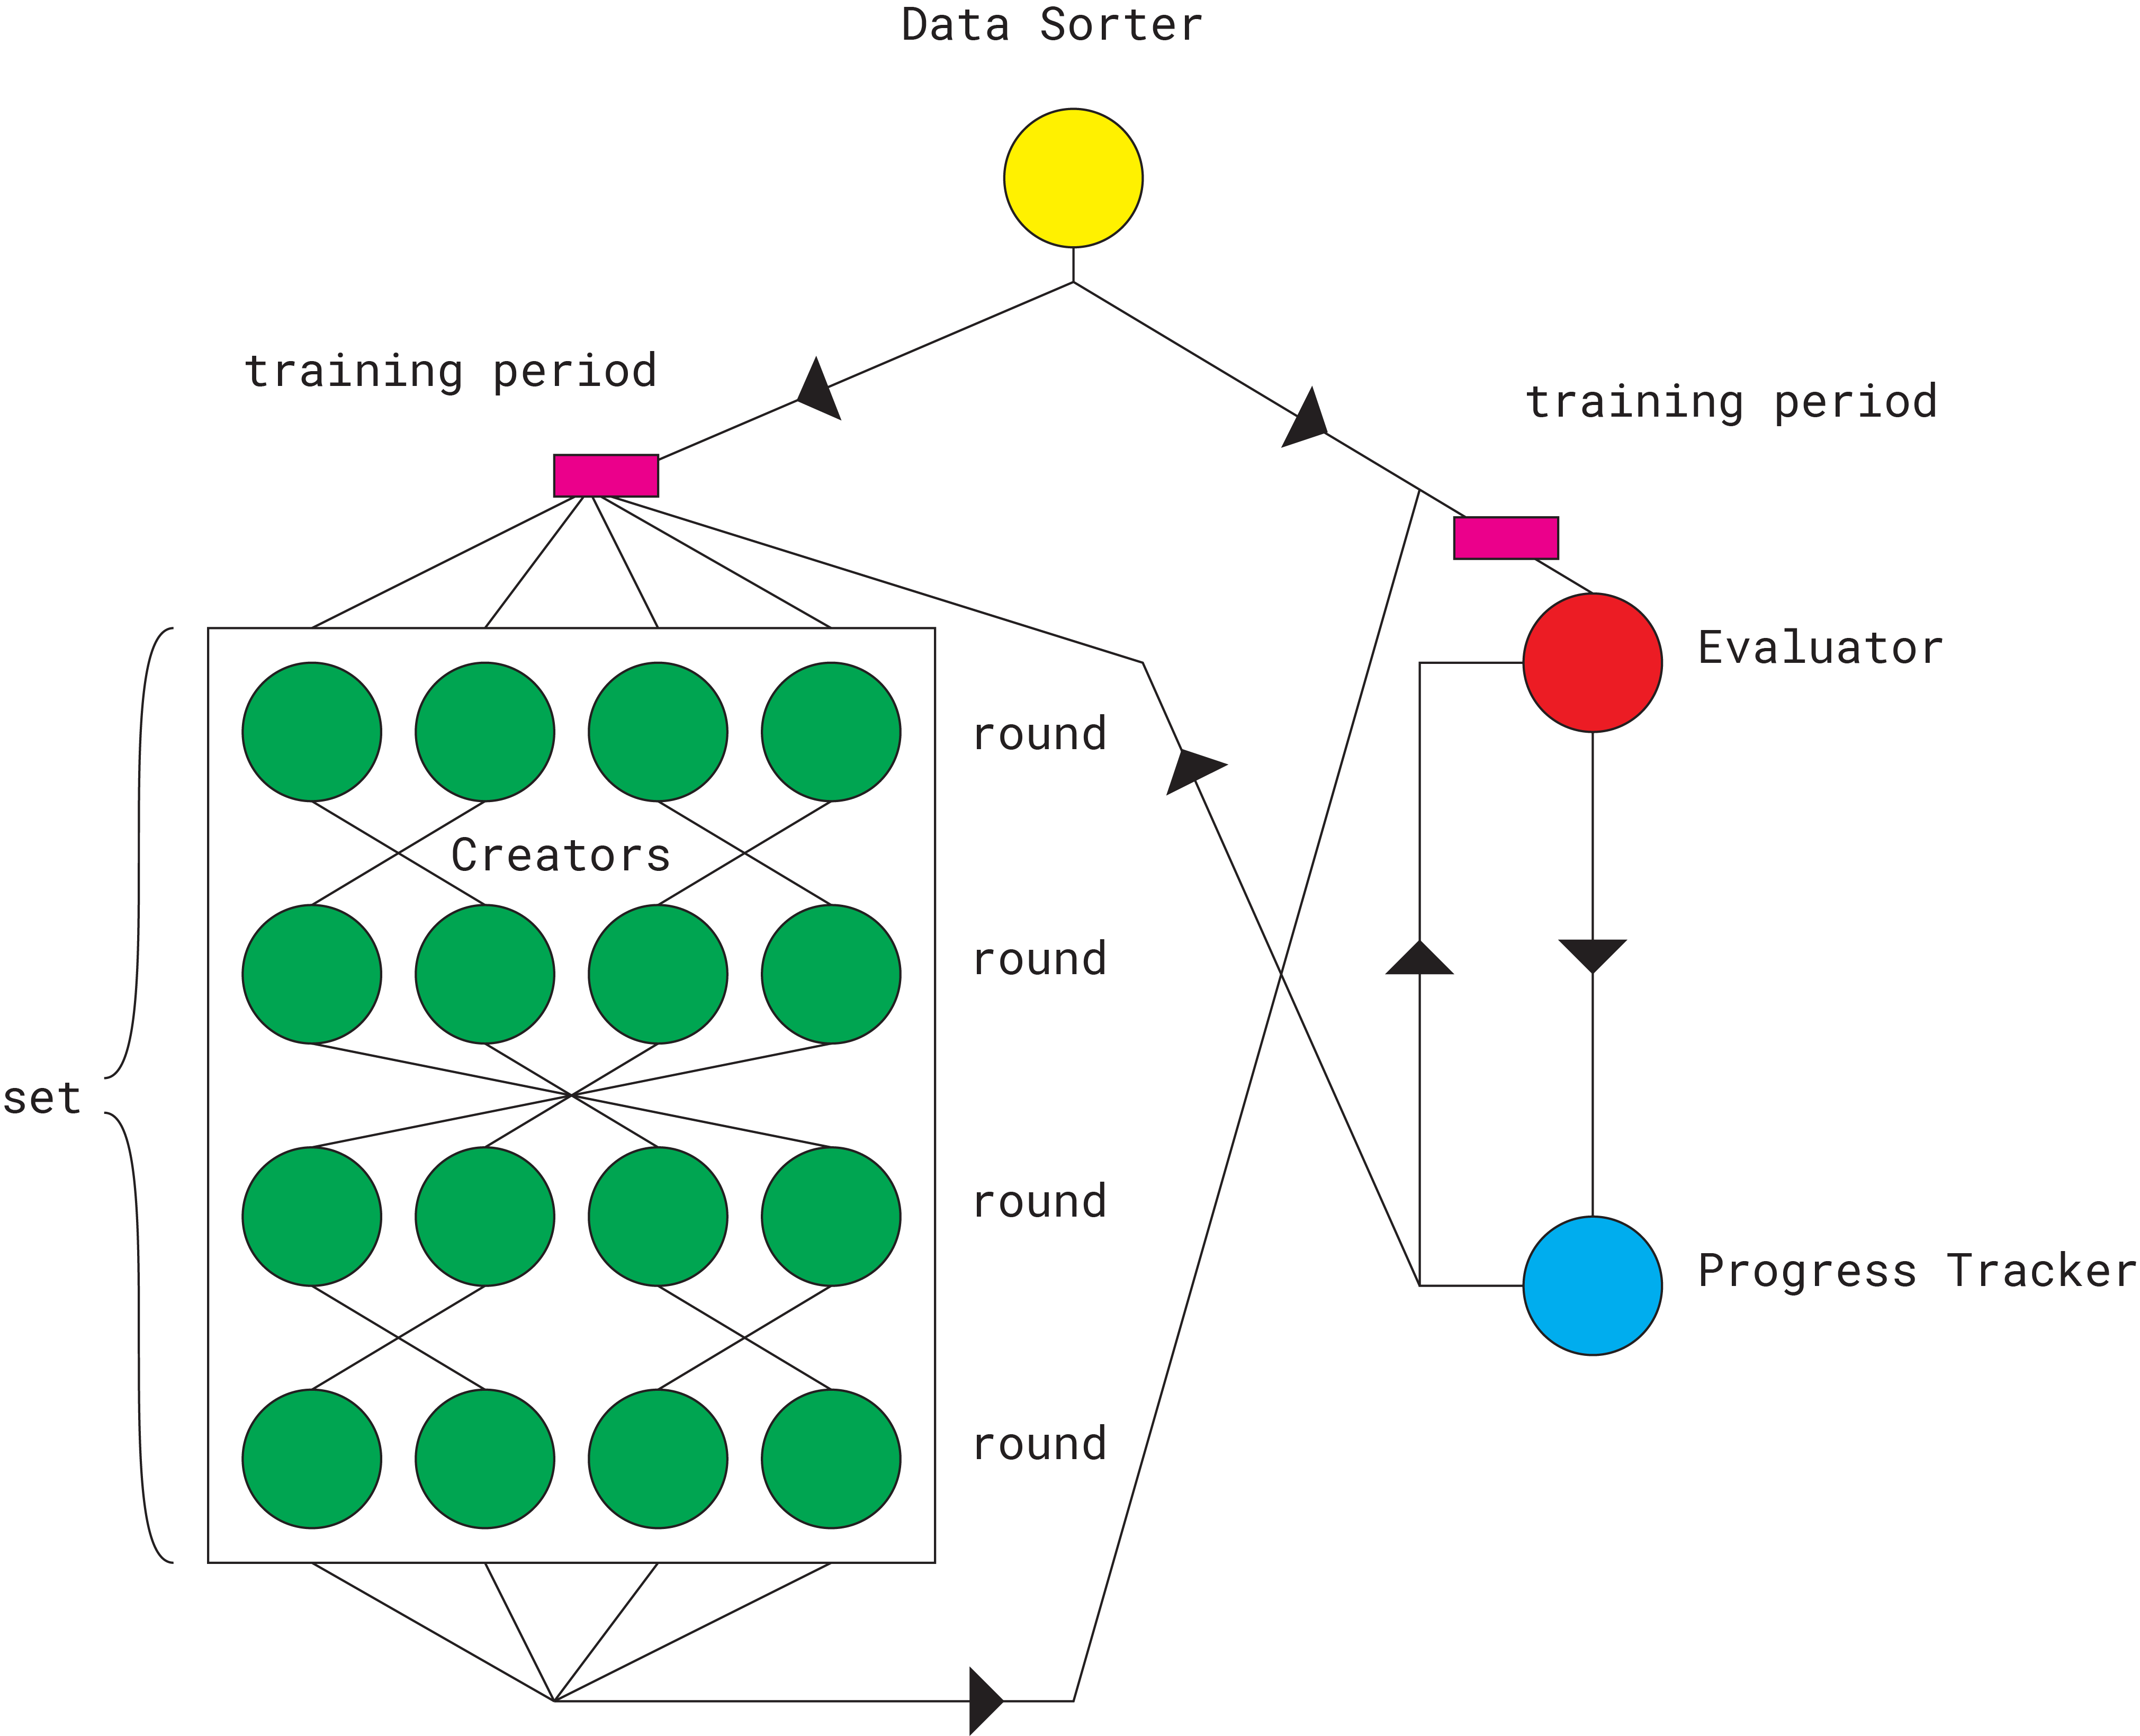 Data Sorter
training period
training period
Evaluator
round
Creators
round
set
round
Progress Tracker
round